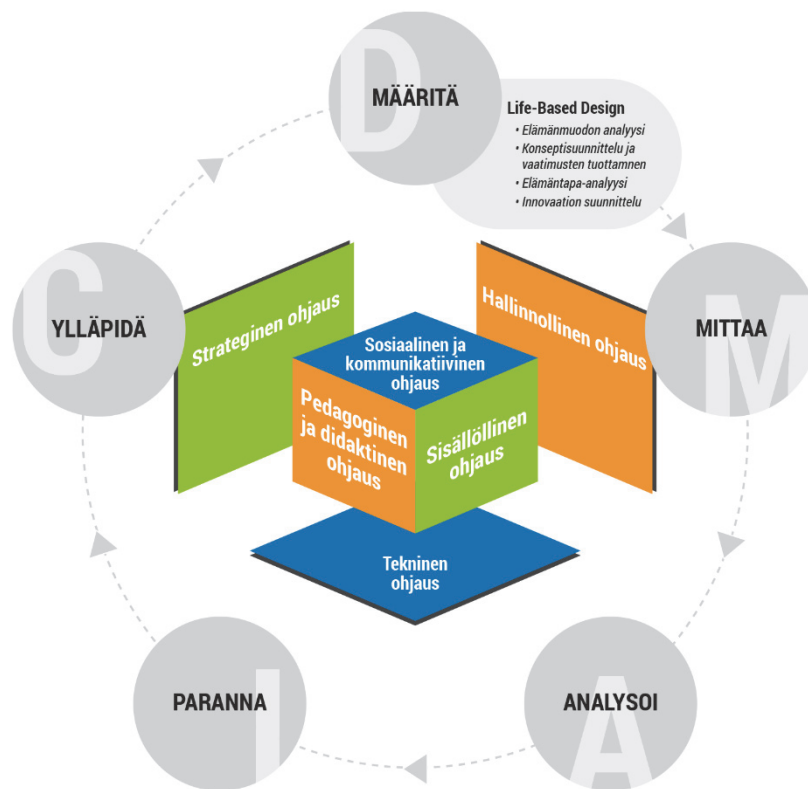 D
MÄÄRITÄ
Life-Based Design
• Elämänmuodon analyysi
• Konseptisuunnittelu ja
vaatimusten tuottamnen
• Elämäntapa-analyysi
• Innovaation suunnittelu
C
YLLÄPIDÄ
Strateginen ohjaus
Hallinnollinen ohjaus
M
MITTAA
Sosiaalinen ja
kommunikatiivinen
ohjaus
Pedagoginen
ja didaktinen
ohjaus
Sisällöllinen
ohjaus
Tekninen
ohjaus
I
PARANNA
A
ANALYSOI